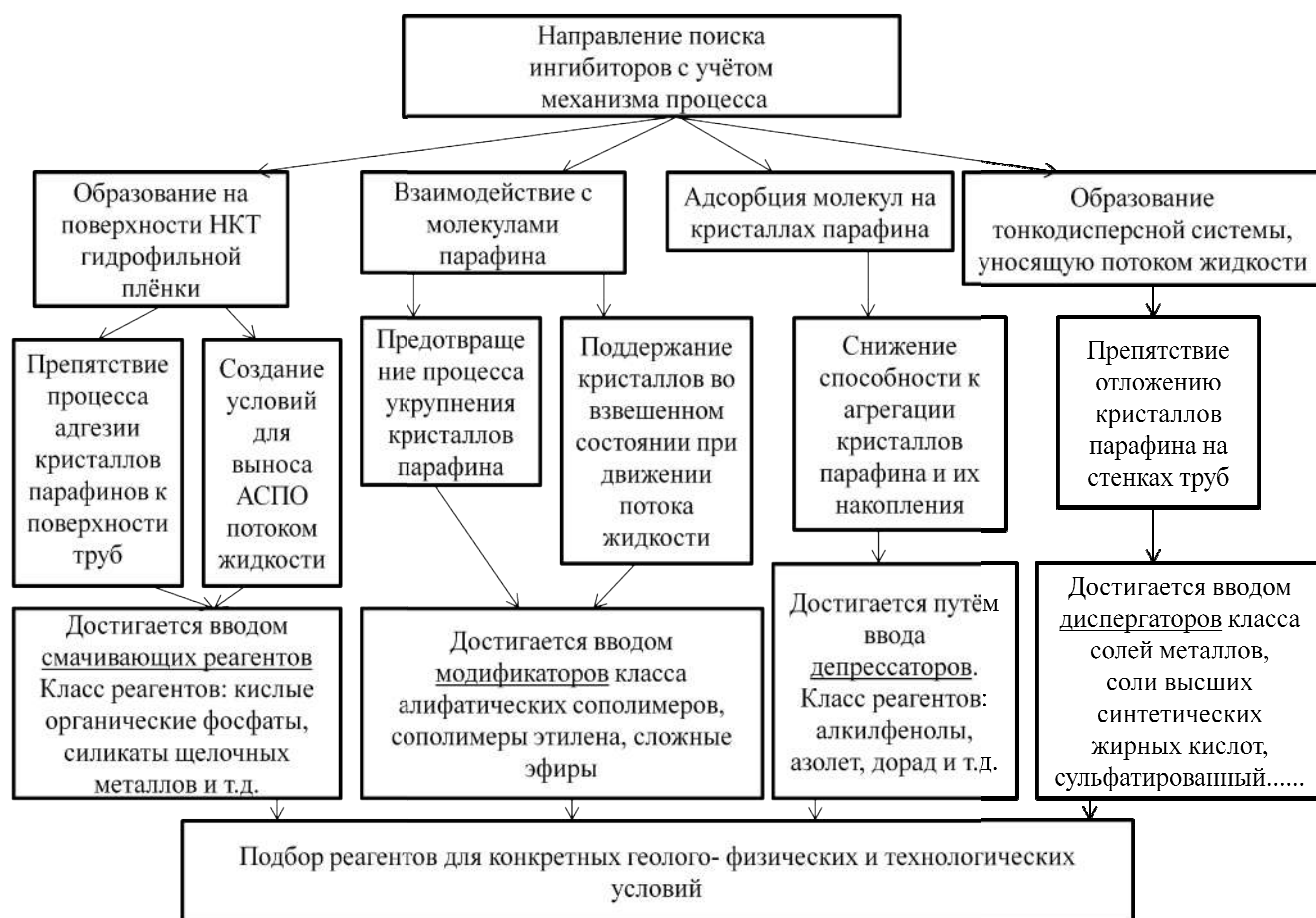 Направление поиска
ингибиторов с учётом
механизма процесса
Образование на
поверхности НКТ
гидрофильной
плёнки
Взаимодействие с
молекулами
парафина
Адсорбция молекул на
кристаллах парафина
Образование
тонкодисперсной системы,
уносящую потоком жидкости
Препятствие
процесса
адгезии
кристаллов
парафинов к
поверхности
труб
Создание
условий
для
выноса
АСПО
потоком
жидкости
Предотвраще
ние процесса
укрупнения
кристаллов
парафина
Поддержание
кристаллов во
взвешенном
состоянии при
движении
потока
жидкости
Снижение
способности к
агрегации
кристаллов
парафина и их
накопления
Препятствие
отложению
кристаллов
парафина на
стенках труб
Достигается вводом
смачивающих реагентов
Класс реагентов: кислые
органические фосфаты,
силикаты щелочных
металлов и т.д.
Достигается вводом
модификаторов класса
алифатических сополимеров,
сополимеры этилена, сложные
эфиры
Достигается путём
ввода
депрессаторов.
Класс реагентов:
алкилфенолы,
азолет, дорад и т.д.
Достигается вводом
диспергаторов класса
солей металлов,
соли высших
синтетических
жирных кислот,
сульфатированный......
Подбор реагентов для конкретных геолого- физических и технологических
условий